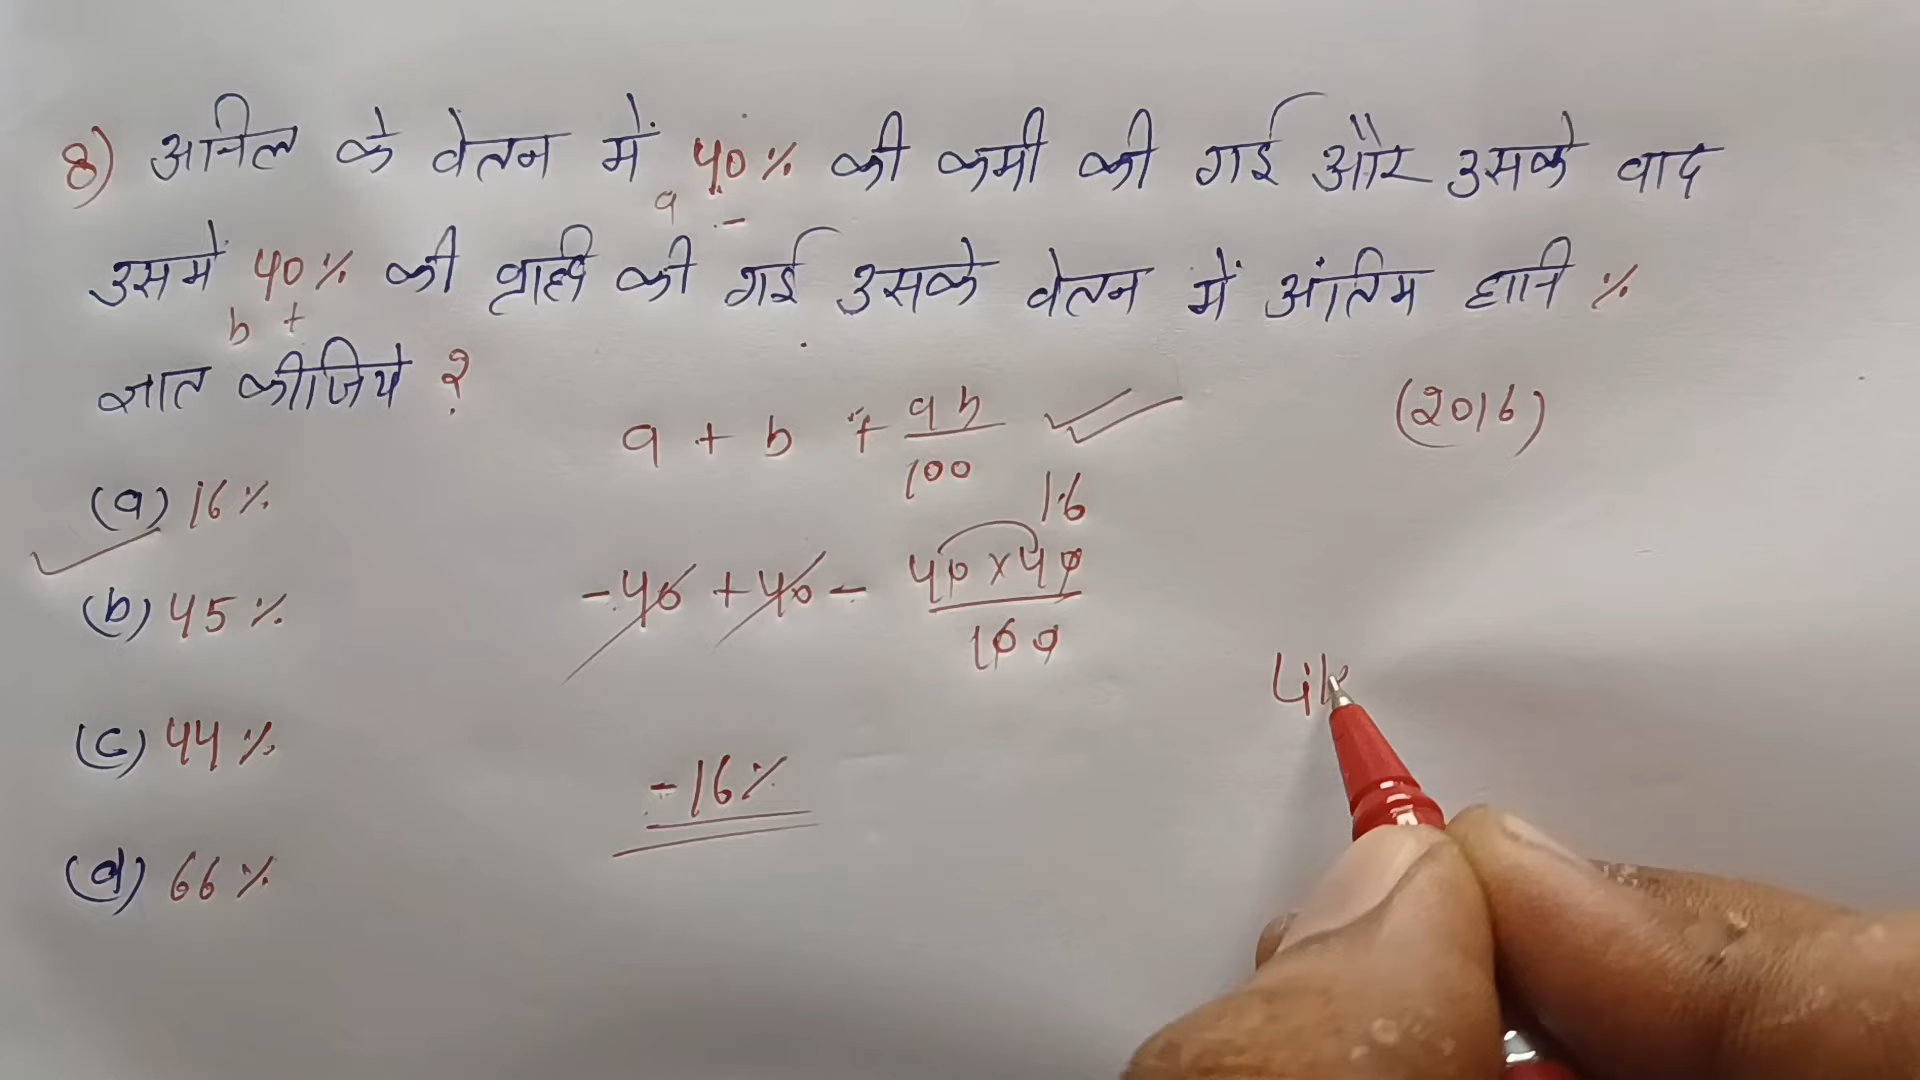 8) अनिल के वेतन में 40% की कमी की गई और उसके वाद
a -
उसमें 40% की वृद्धि की गई उसके वेतन में अंतिम हानि %
b +
ज्ञात कीजिये ?
(2016)
a + b + ab/100
(a) 16%
16
(b) 45%
-40 + 40 - 40×40/100
(c) 44%
-16%
(d) 66%
Lik